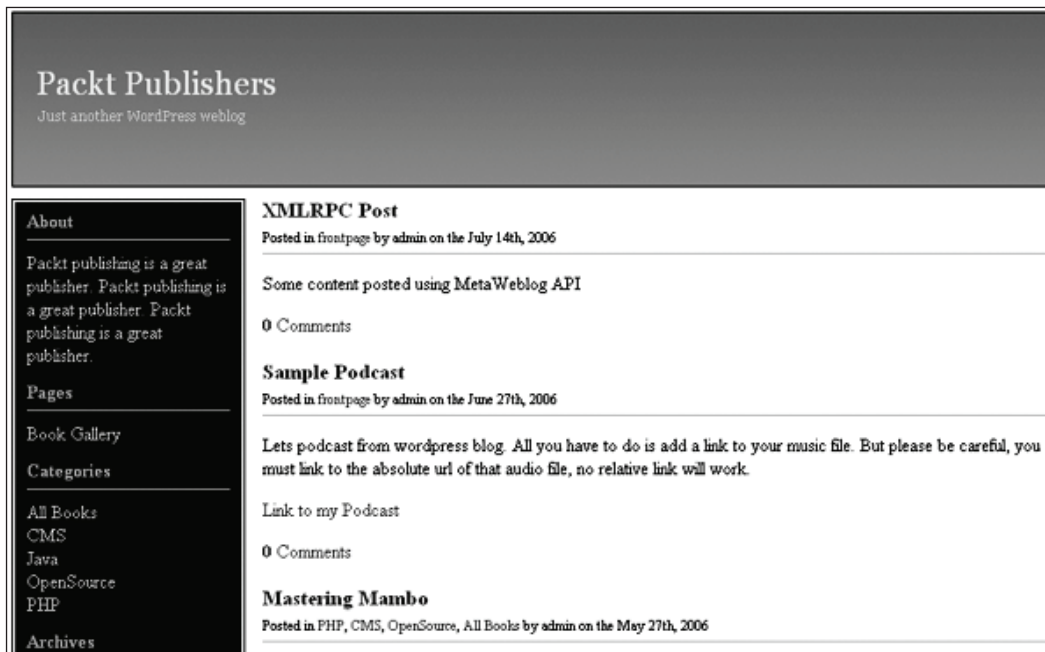 Packt Publishers
Just another WordPress weblog
About
Packt publishing is a great
publisher. Packt publishing is
a great publisher. Packt
publishing is a great
publisher.
Pages
Book Gallery
Categories
All Books
CMS
Java
OpenSource
PHP
Archives
XMLRPC Post
Posted in frontpage by admin on the July 14th, 2006
Some content posted using MetaWeblog API
0 Comments
Sample Podcast
Posted in frontpage by admin on the June 27th, 2006
Lets podcast from wordpress blog. All you have to do is add a link to your music file. But please be careful, you
must link to the absolute url of that audio file, no relative link will work.
Link to my Podcast
0 Comments
Mastering Mambo
Posted in PHP, CMS, OpenSource, All Books by admin on the May 27th, 2006